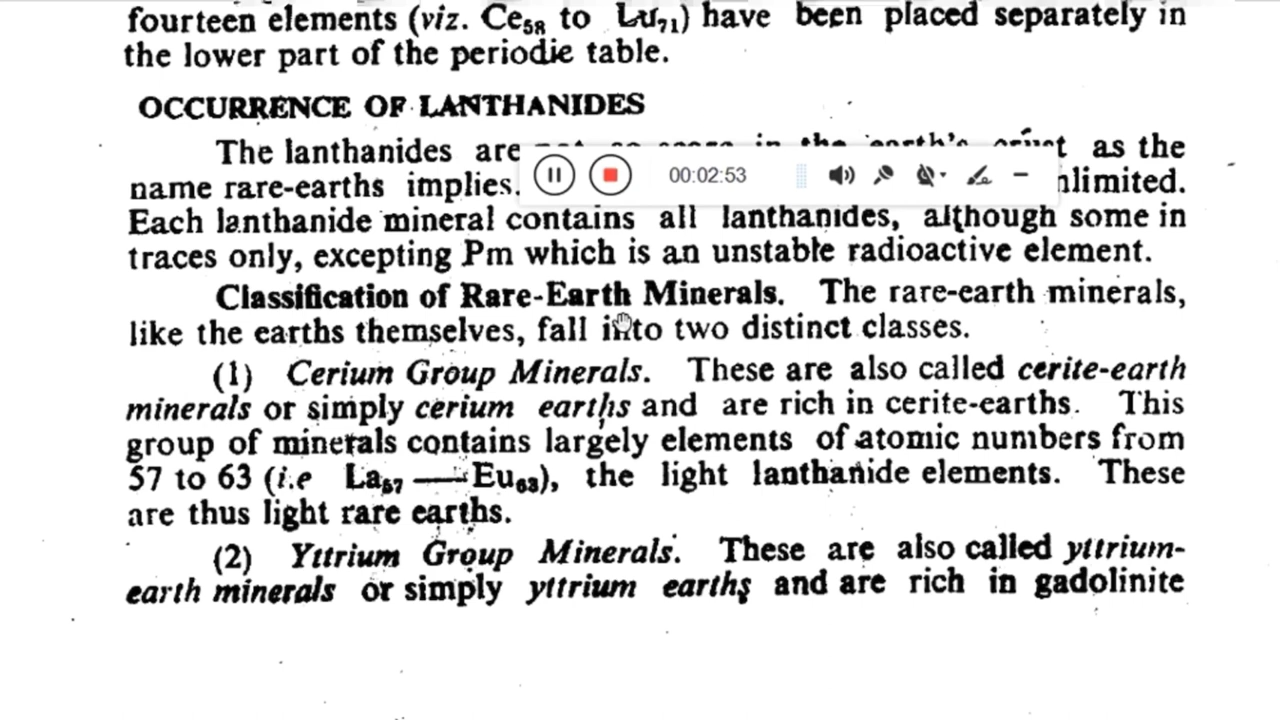 fourteen elements (viz. Ce58 to Lu71) have been placed separately in
the lower part of the periodic table.
OCCURRENCE OF LANTHANIDES
The lanthanides are not so in the earth's crust as the
name rare-earths implies. unlimited.
00:02:53
Each lanthanide mineral contains all lanthanides, although some in
traces only, excepting Pm which is an unstable radioactive element.
Classification of Rare-Earth Minerals. The rare-earth minerals,
like the earths themselves, fall into two distinct classes.
(1) Cerium Group Minerals. These are also called cerite-earth
minerals or simply cerium earths and are rich in cerite-earths. This
group of minerals contains largely elements of atomic numbers from
57 to 63 (i.e La57 — Eu63), the light lanthanide elements. These
are thus light rare earths.
(2) Yttrium Group Minerals. These are also called yttrium-
earth minerals or simply yttrium earths and are rich in gadolinite